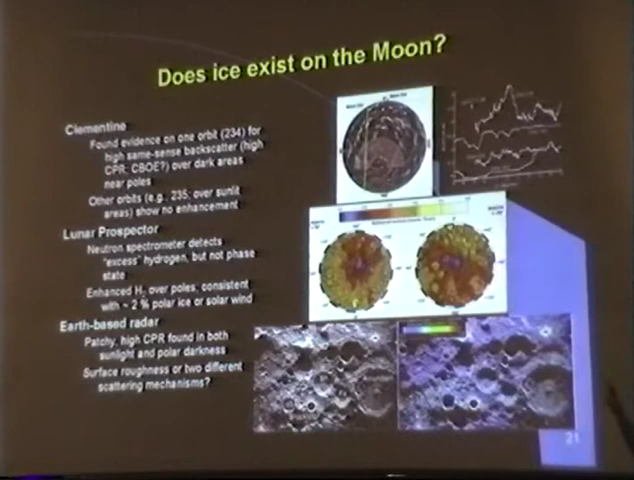 Does ice exist on the Moon?
Clementine
Found evidence on one orbit (234) for
high same-sense backscatter (high
CPR; CBOE?) over dark areas
near poles
Other orbits (e.g., 235; over sunlit
areas) show no enhancement
Lunar Prospector
Neutron spectrometer detects
"excess" hydrogen, but not phase
state
Enhanced H2 over poles; consistent
with ~ 2 % polar ice or solar wind
Earth-based radar
Patchy, high CPR found in both
sunlight and polar darkness
Surface roughness or two different
scattering mechanisms?
21